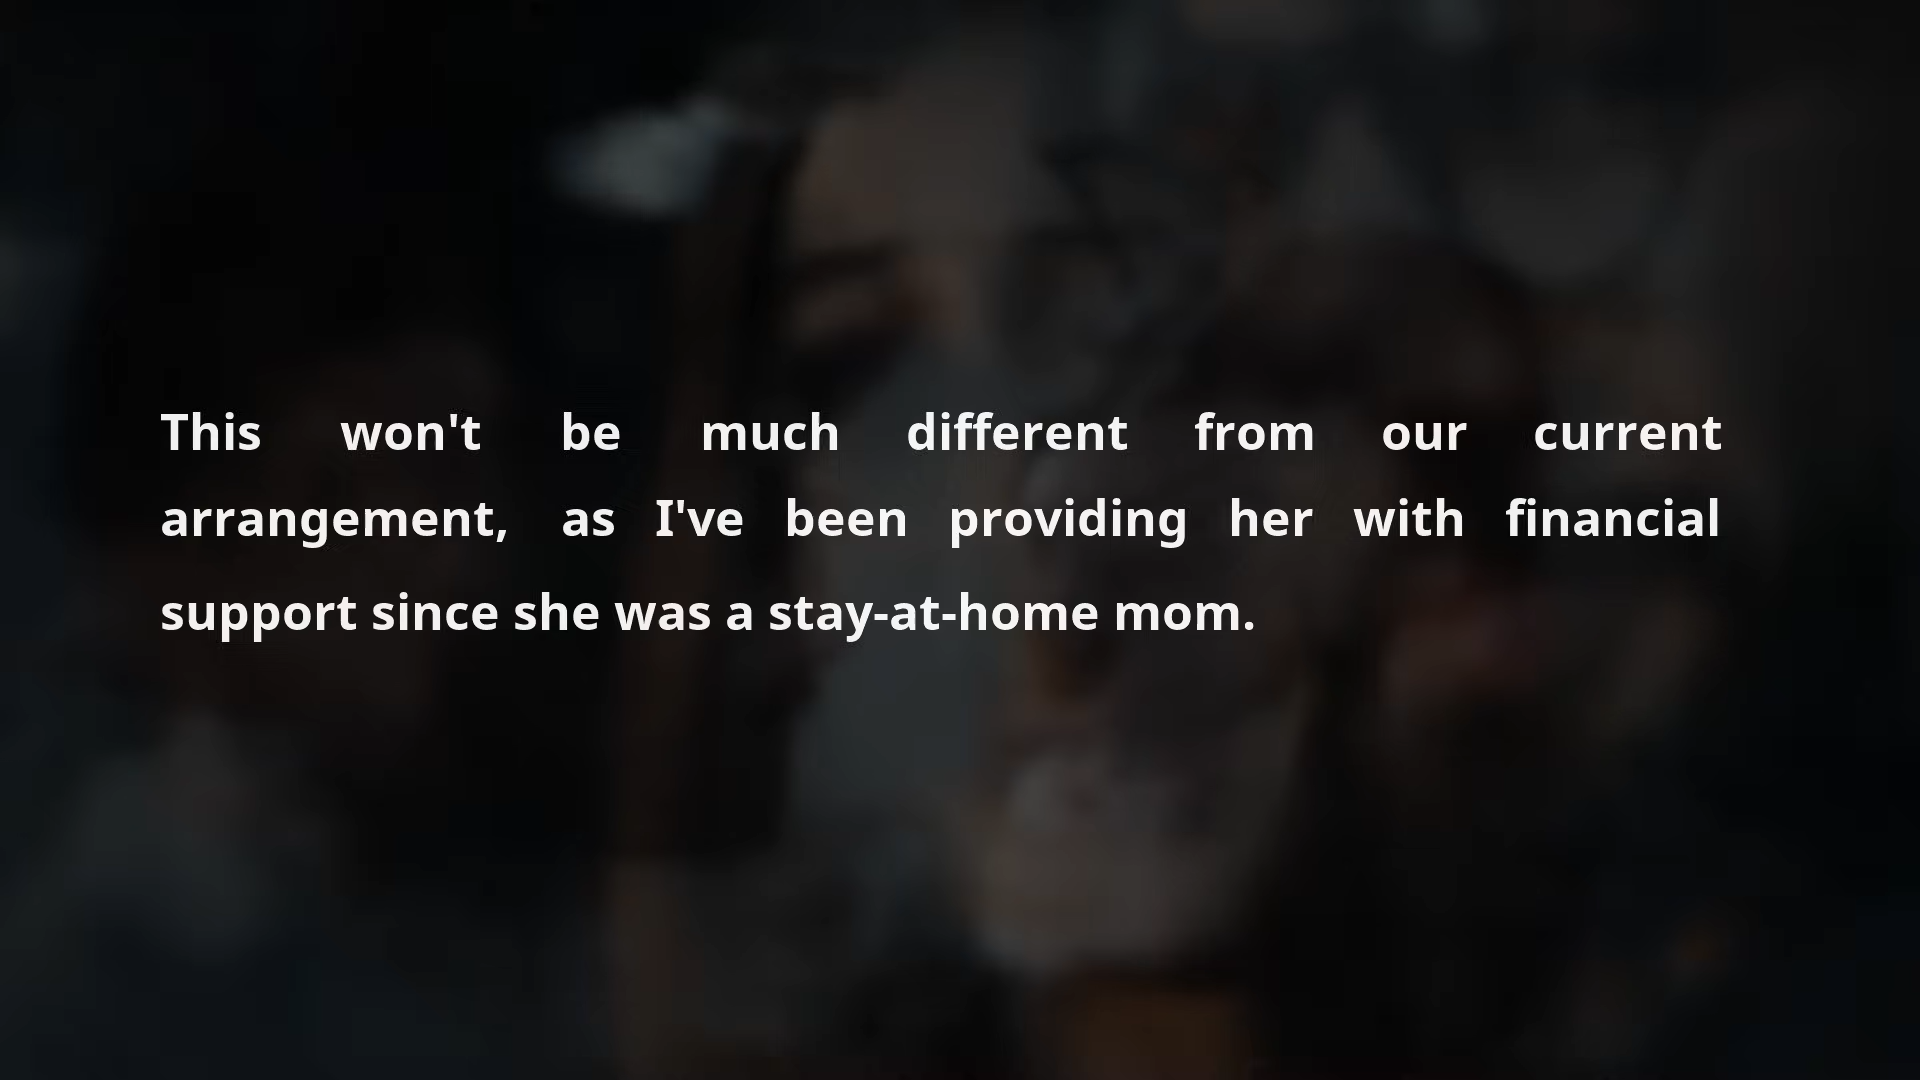 This won't be much different from our current
arrangement, as I've been providing her with financial
support since she was a stay-at-home mom.